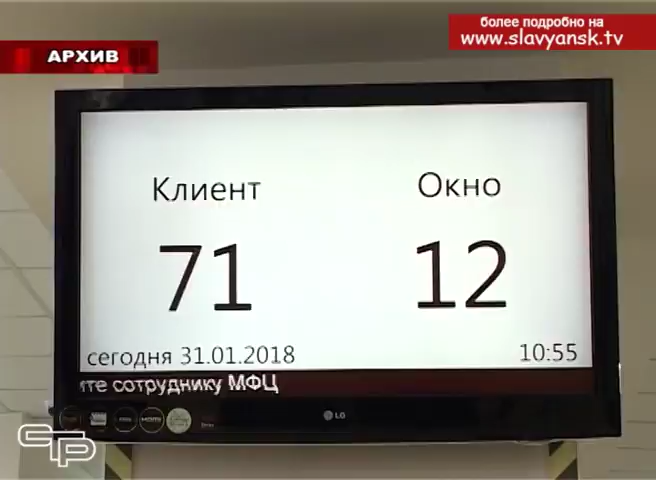 более подробно на
www.slavyansk.tv
АРХИВ
Клиент
Окно
71
12
сегодня 31.01.2018
10:55
сотруднику МФЦ
LG
СТР